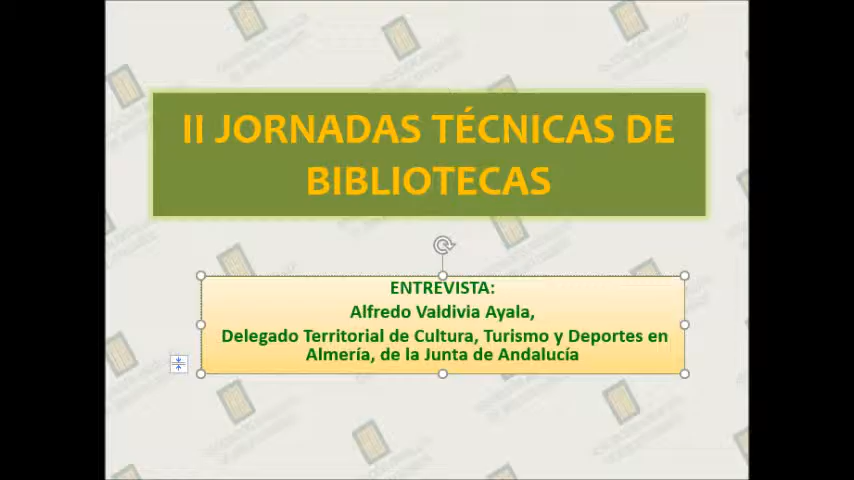 II JORNADAS TÉCNICAS DE
BIBLIOTECAS
ENTREVISTA:
Alfredo Valdivia Ayala,
Delegado Territorial de Cultura, Turismo y Deportes en
Almería, de la Junta de Andalucía